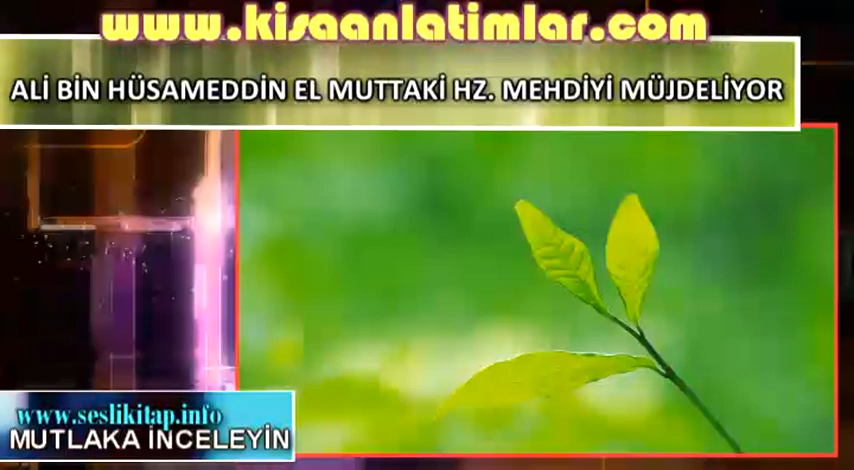 www.kisaanlatimlar.com
ALİ BİN HÜSAMEDDİN EL MUTTAKİ HZ. MEHDİYİ MÜJDELİYOR
www.seslikitap.info
MUTLAKA İNCELEYİN